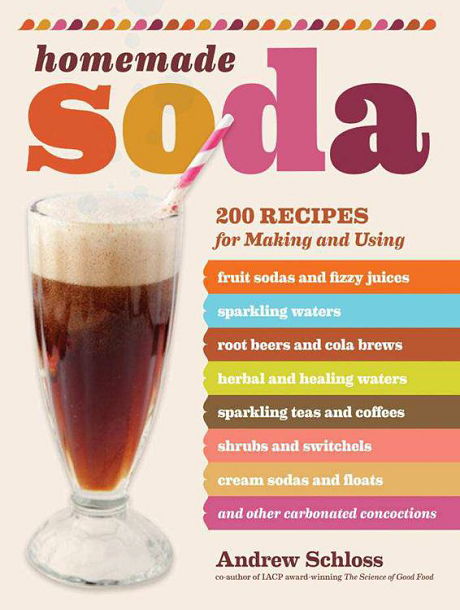 homemade
soda
200 RECIPES
for Making and Using
fruit sodas and fizzy juices
sparkling waters
root beers and cola brews
herbal and healing waters
sparkling teas and coffees
shrubs and switchels
cream sodas and floats
and other carbonated concoctions
Andrew Schloss
co-author of IACP award-winning The Science of Good Food